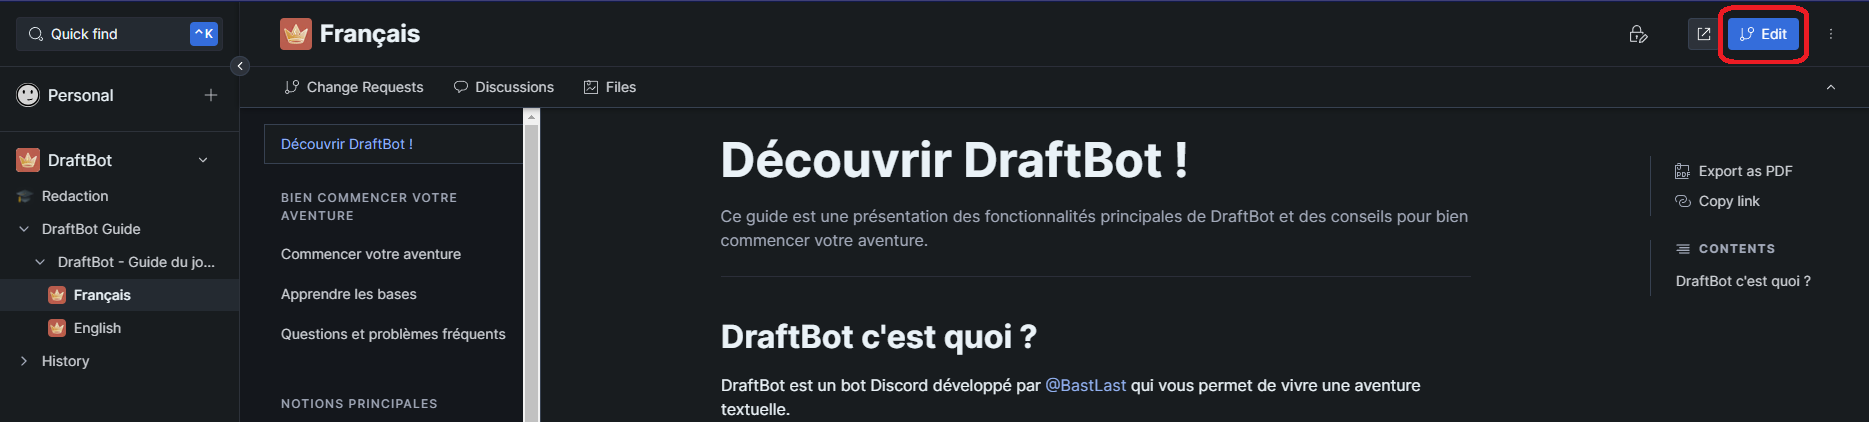 Quick find
^K
Personal
DraftBot
Redaction
DraftBot Guide
DraftBot - Guide du jo...
Français
English
History
Français
Edit
Change Requests
Discussions
Files
Découvrir DraftBot !
BIEN COMMENCER VOTRE
AVENTURE
Commencer votre aventure
Apprendre les bases
Questions et problèmes fréquents
NOTIONS PRINCIPALES
Découvrir DraftBot !
Ce guide est une présentation des fonctionnalités principales de DraftBot et des conseils pour bien
commencer votre aventure.
DraftBot c'est quoi ?
DraftBot est un bot Discord développé par @BastLast qui vous permet de vivre une aventure
textuelle.
PDF
Export as PDF
Copy link
CONTENTS
DraftBot c'est quoi ?